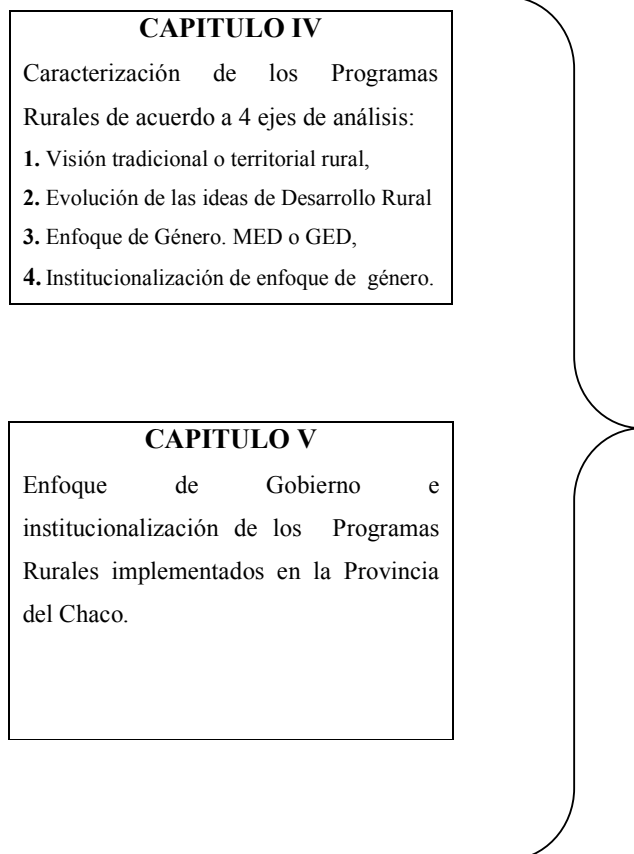 CAPITULO IV
Caracterización de los Programas
Rurales de acuerdo a 4 ejes de análisis:
1. Visión tradicional o territorial rural,
2. Evolución de las ideas de Desarrollo Rural
3. Enfoque de Género. MED o GED,
4. Institucionalización de enfoque de género.
CAPITULO V
Enfoque de Gobierno e
institucionalización de los Programas
Rurales implementados en la Provincia
del Chaco.